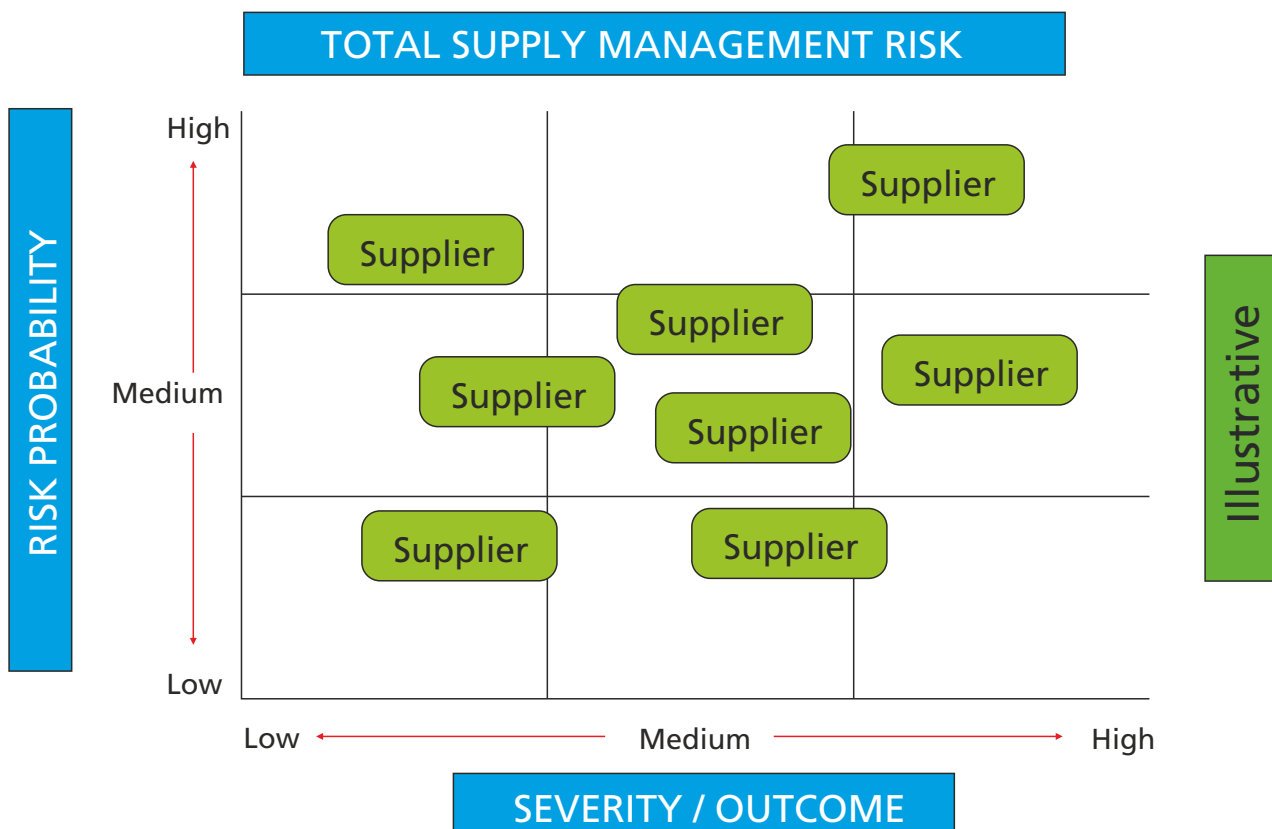 TOTAL SUPPLY MANAGEMENT RISK
RISK PROBABILITY
High
Medium
Low
Supplier
Supplier
Supplier
Supplier
Supplier
Supplier
Supplier
Supplier
Illustrative
Low
Medium
High
SEVERITY / OUTCOME